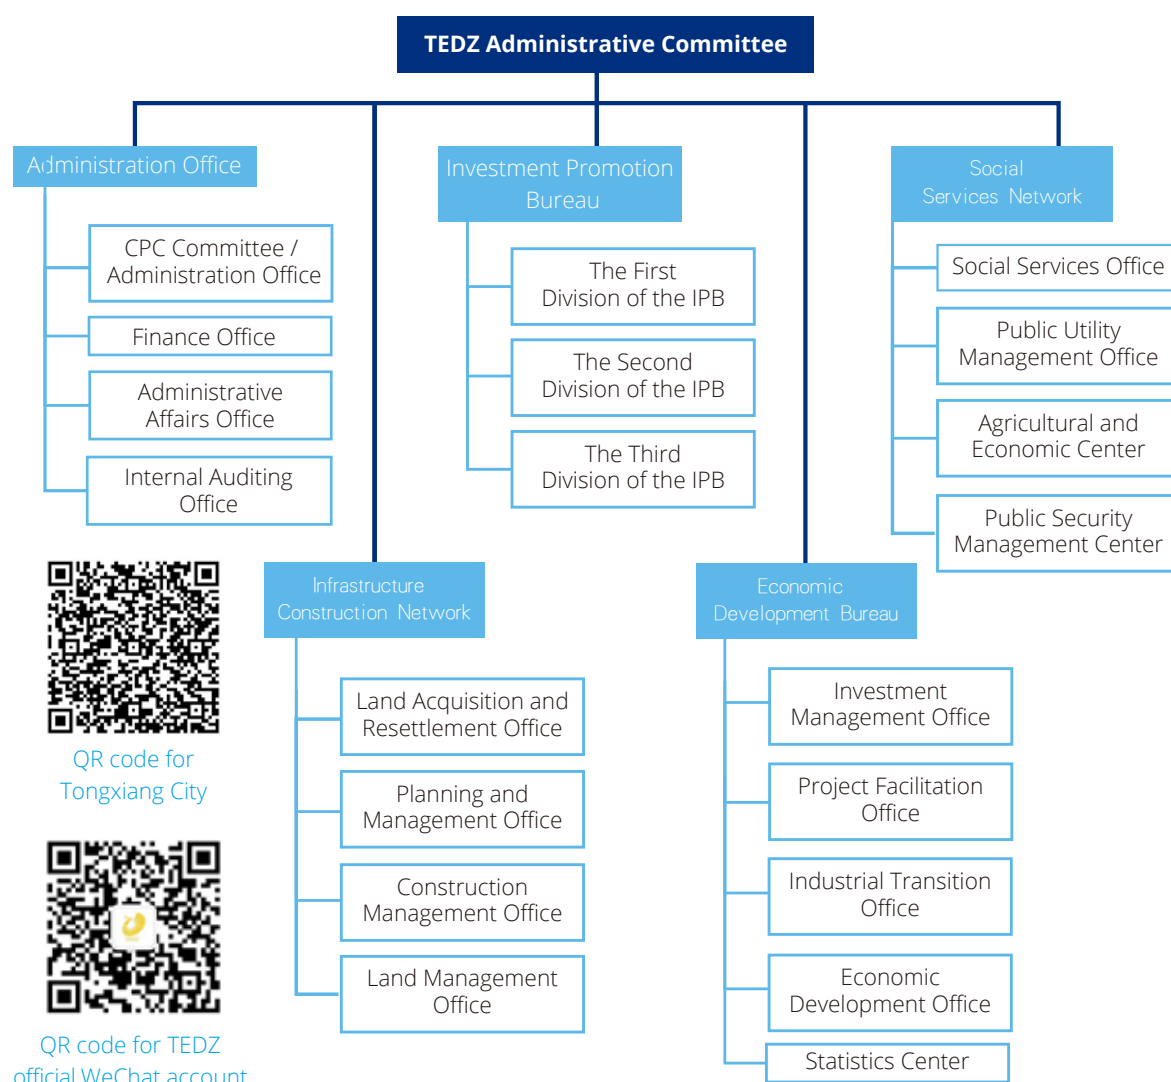 TEDZ Administrative Committee
Administration Office
CPC Committee /
Administration Office
Finance Office
Administrative
Affairs Office
Internal Auditing
Office
Investment Promotion
Bureau
The First
Division of the IPB
The Second
Division of the IPB
The Third
Division of the IPB
Social
Services Network
Social Services Office
Public Utility
Management Office
Agricultural and
Economic Center
Public Security
Management Center
Infrastructure
Construction Network
Land Acquisition and
Resettlement Office
Planning and
Management Office
Construction
Management Office
Land Management
Office
Economic
Development Bureau
Investment
Management Office
Project Facilitation
Office
Industrial Transition
Office
Economic
Development Office
Statistics Center
QR code for
Tongxiang City
QR code for TEDZ
official WeChat account